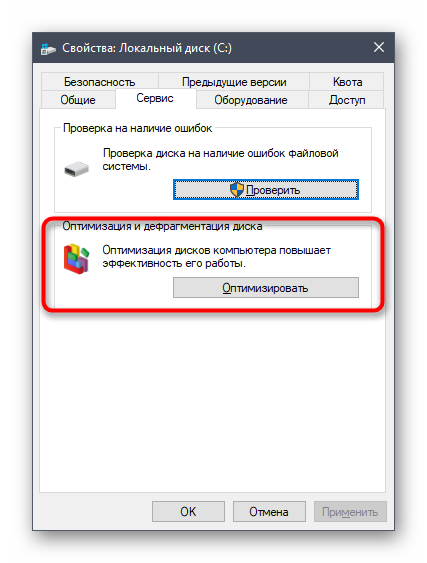 Свойства: Локальный диск (C:)
Безопасность Предыдущие версии Квота
Общие Сервис Оборудование Доступ
Проверка на наличие ошибок
Проверка диска на наличие ошибок файловой
системы.
Проверить
Оптимизация и дефрагментация диска
Оптимизация дисков компьютера повышает
эффективность его работы.
Оптимизировать
OK Отмена Применить